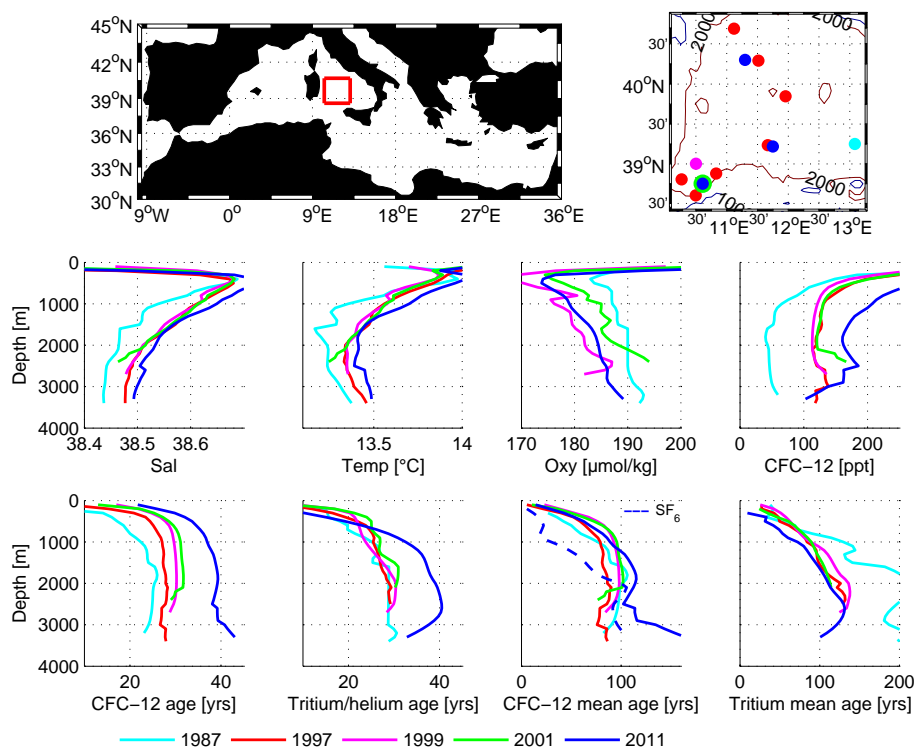 45°N
42°N
39°N
36°N
33°N
30°N
9°W 0° 9°E 18°E 27°E 36°E
2000 2000
30'
40°N
30'
39°N
30'
2000
100
30' 11°E 30' 12°E 30' 13°E
0
1000
2000
3000
4000
Depth [m]
38.4 38.5 38.6
Sal
13.5 14
Temp [°C]
170 180 190 200
Oxy [µmol/kg]
0 100 200
CFC−12 [ppt]
0
1000
2000
3000
4000
Depth [m]
20 40
CFC−12 age [yrs]
20 40
Tritium/helium age [yrs]
SF6
0 100
CFC−12 mean age [yrs]
0 100 200
Tritium mean age [yrs]
1987 1997 1999 2001 2011